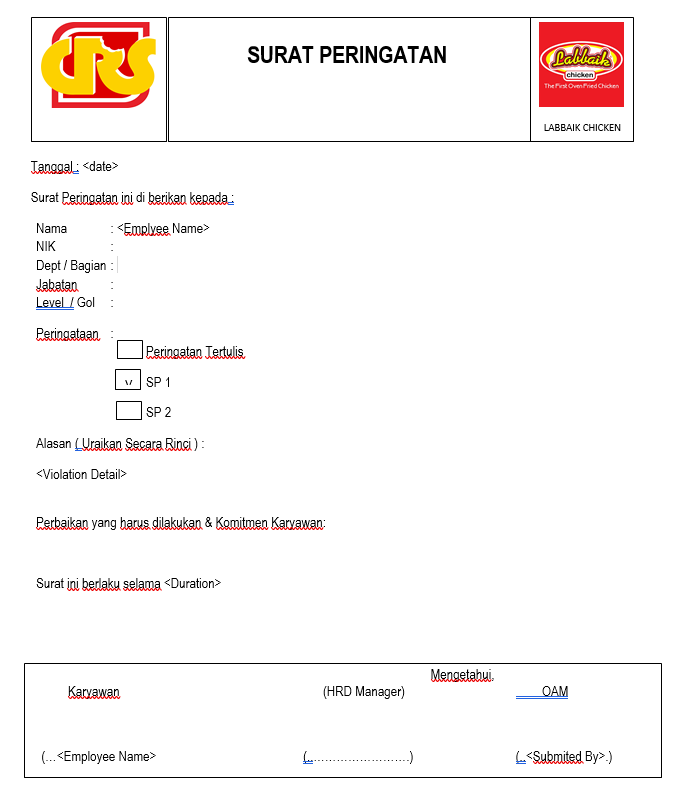 CRS
SURAT PERINGATAN
Labbaik
chicken
The First Oven Fried Chicken
LABBAIK CHICKEN
Tanggal : <date>
Surat Peringatan ini di berikan kepada :
Nama : <Emplyee Name>
NIK :
Dept / Bagian :
Jabatan :
Level / Gol :
Peringataan :
Peringatan Tertulis
v SP 1
SP 2
Alasan ( Uraikan Secara Rinci ) :
<Violation Detail>
Perbaikan yang harus dilakukan & Komitmen Karyawan:
Surat ini berlaku selama <Duration>
Mengetahui,
Karyawan (HRD Manager) OAM
(…<Employee Name> (..…………………….) (..<Submited By>.)